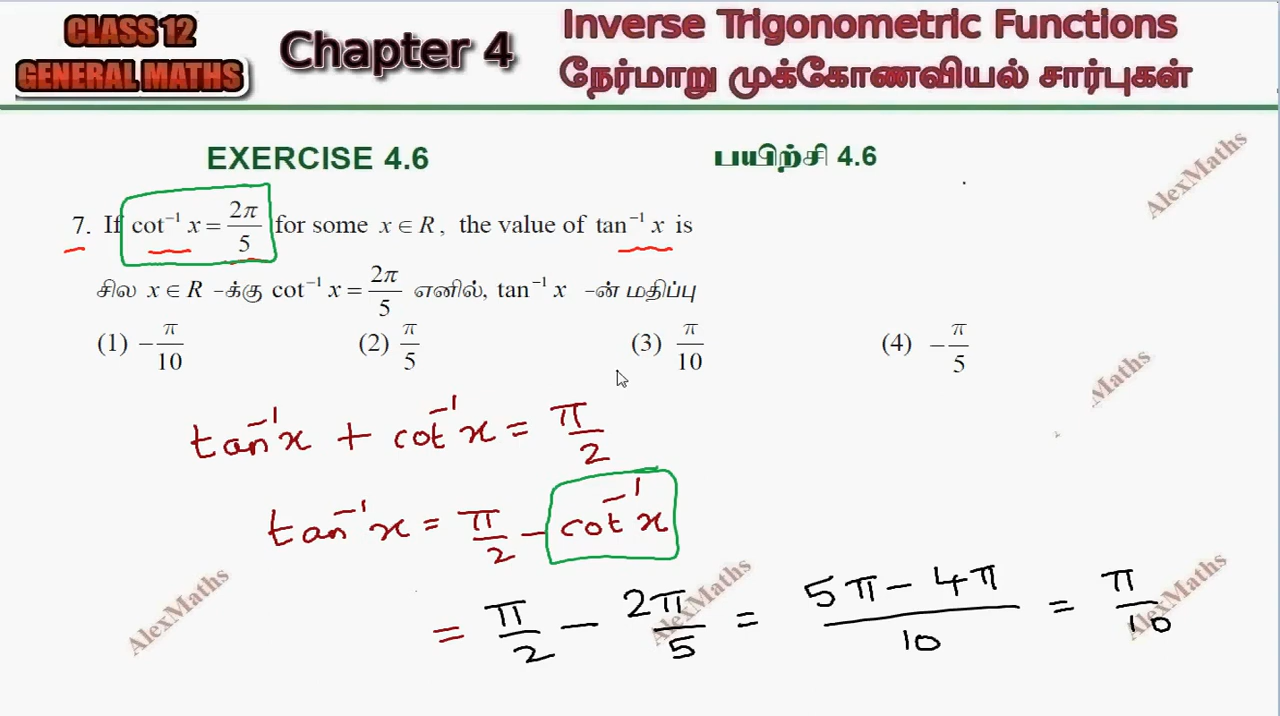 CLASS 12
GENERAL MATHS
Chapter 4
Inverse Trigonometric Functions
நேர்மாறு முக்கோணவியல் சார்புகள்
EXERCISE 4.6
பயிற்சி 4.6
AlexMaths
7. If cot⁻¹ x = 2π/5 for some x ∈ R, the value of tan⁻¹ x is
சில x ∈ R -க்கு cot⁻¹ x = 2π/5 எனில், tan⁻¹ x -ன் மதிப்பு
(1) -π/10 (2) π/5 (3) π/10 (4) -π/5
Maths
tan⁻¹x + cot⁻¹x = π/2
tan⁻¹x = π/2 - cot⁻¹x
= π/2 - 2π/5 = 5π - 4π/10 = π/10
AlexMaths
AlexMaths
AlexMaths